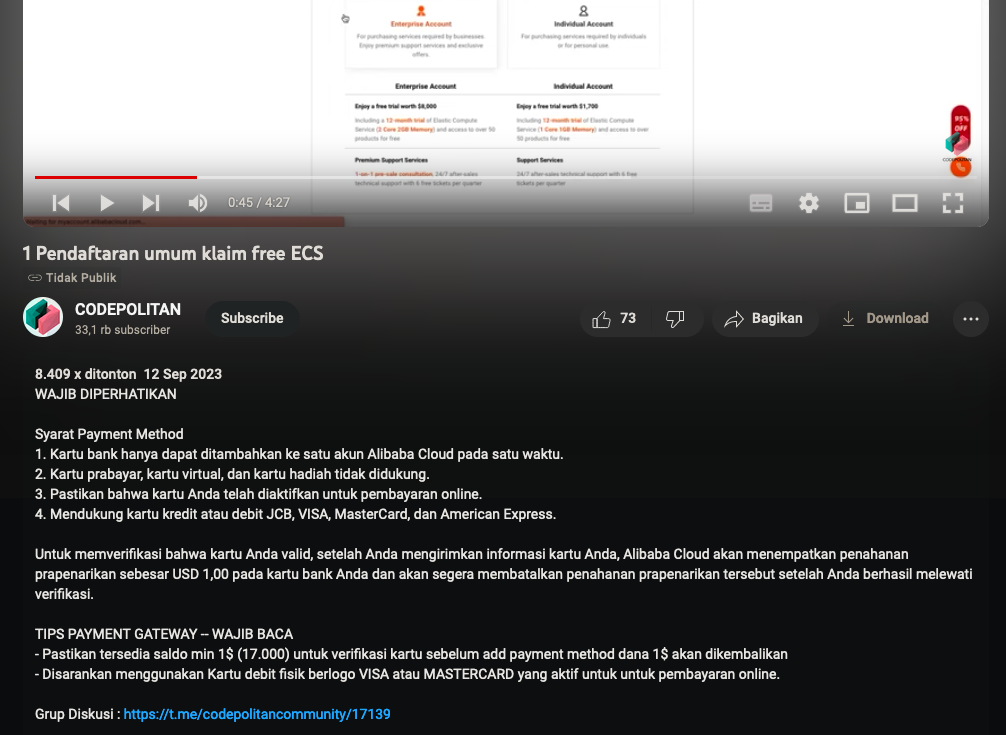 Enterprise Account
Individual Account
For purchasing services required by businesses.
For purchasing services required by individuals
Enjoy premium support services and exclusive
or for personal use.
offers.
Enterprise Account
Individual Account
Enjoy a free trial worth $8,000
Enjoy a free trial worth $1,700
Including a 12-month trial of Elastic Compute
Including 12-month trial of Elastic Compute
Service (2 Core 2GB Memory) and access to over 50
Service (1 Core 1GB Memory) and access to over 50
products for free
products for free
95%
OFF
CODEPOLITAN
Premium Support Services
Support Services
1-on-1 pre-sale consultation, 24/7 after-sales
24/7 after-sales technical support with 6 free
technical support with 6 free tickets per quarter
tickets per quarter
0:45 / 4:27
Waiting for myaccount.alibabacloud.com...
1 Pendaftaran umum klaim free ECS
Tidak Publik
CODEPOLITAN
33,1 rb subscriber
Subscribe
73
Bagikan
Download
8.409 x ditonton 12 Sep 2023
WAJIB DIPERHATIKAN
Syarat Payment Method
1. Kartu bank hanya dapat ditambahkan ke satu akun Alibaba Cloud pada satu waktu.
2. Kartu prabayar, kartu virtual, dan kartu hadiah tidak didukung.
3. Pastikan bahwa kartu Anda telah diaktifkan untuk pembayaran online.
4. Mendukung kartu kredit atau debit JCB, VISA, MasterCard, dan American Express.
Untuk memverifikasi bahwa kartu Anda valid, setelah Anda mengirimkan informasi kartu Anda, Alibaba Cloud akan menempatkan penahanan
prapenarikan sebesar USD 1,00 pada kartu bank Anda dan akan segera membatalkan penahanan prapenarikan tersebut setelah Anda berhasil melewati
verifikasi.
TIPS PAYMENT GATEWAY -- WAJIB BACA
- Pastikan tersedia saldo min 1$ (17.000) untuk verifikasi kartu sebelum add payment method dana 1$ akan dikembalikan
- Disarankan menggunakan Kartu debit fisik berlogo VISA atau MASTERCARD yang aktif untuk untuk pembayaran online.
Grup Diskusi : https://t.me/codepolitancommunity/17139